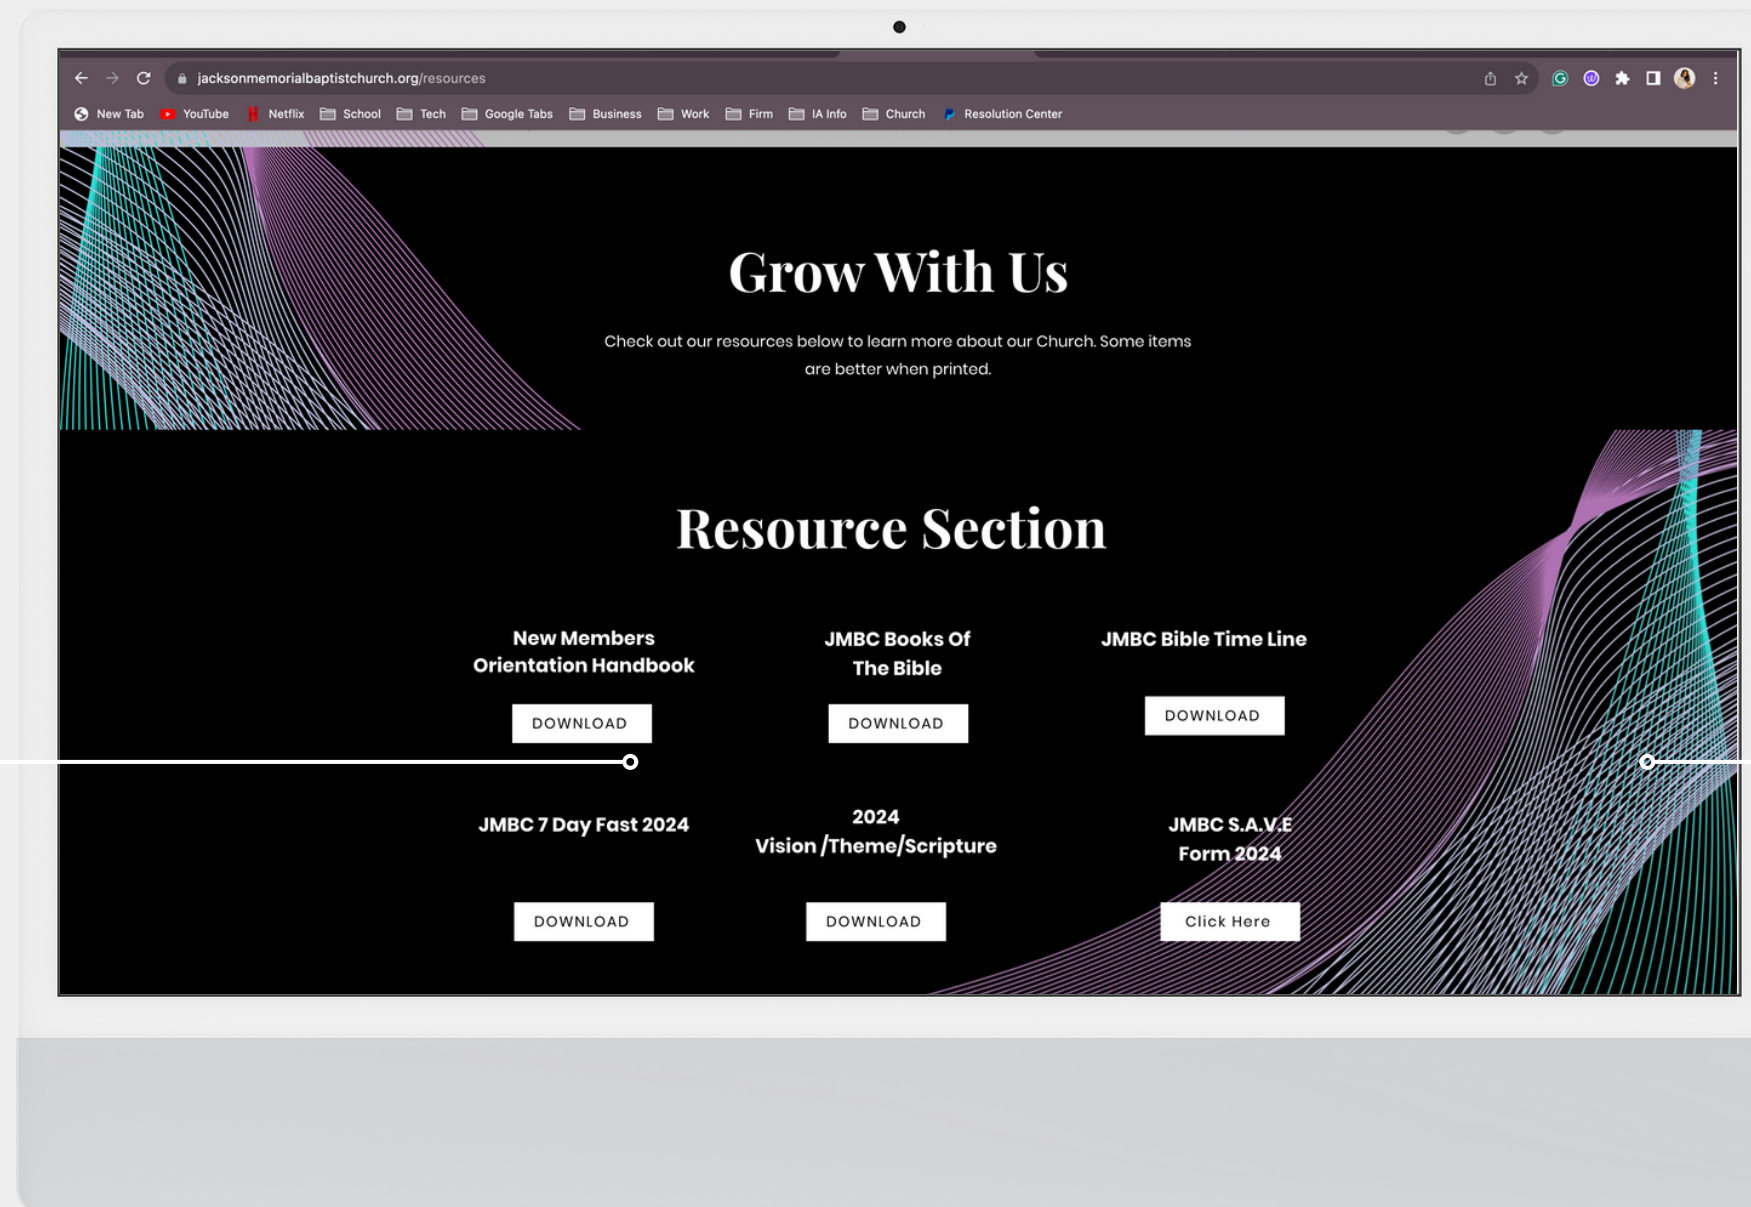 jacksonmemorialbaptistchurch.org/resources
New Tab YouTube Netflix School Tech Google Tabs Business Work Firm IA Info Church Resolution Center
Grow With Us
Check out our resources below to learn more about our Church. Some items
are better when printed.
Resource Section
New Members
Orientation Handbook
DOWNLOAD
JMBC Books Of
The Bible
DOWNLOAD
JMBC Bible Time Line
DOWNLOAD
JMBC 7 Day Fast 2024
DOWNLOAD
2024
Vision /Theme/Scripture
DOWNLOAD
JMBC S.A.V.E
Form 2024
Click Here